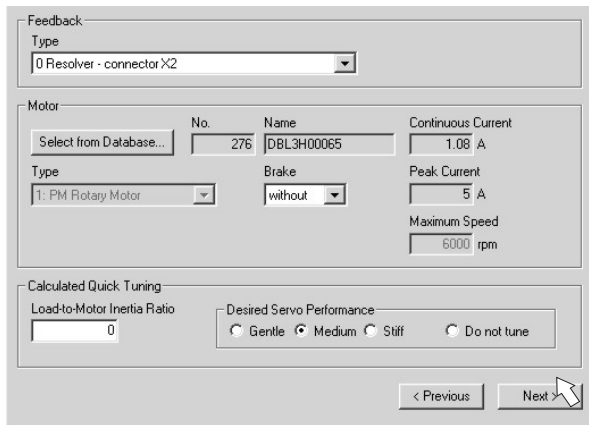 Feedback
Type
0 Resolver - connector X2
Motor
No. Name Continuous Current
Select from Database... 276 DBL3H00065 1.08 A
Type Brake Peak Current
1: PM Rotary Motor without 5 A
Maximum Speed
6000 rpm
Calculated Quick Tuning
Load-to-Motor Inertia Ratio Desired Servo Performance
0 Gentle Medium Stiff Do not tune
< Previous Next >